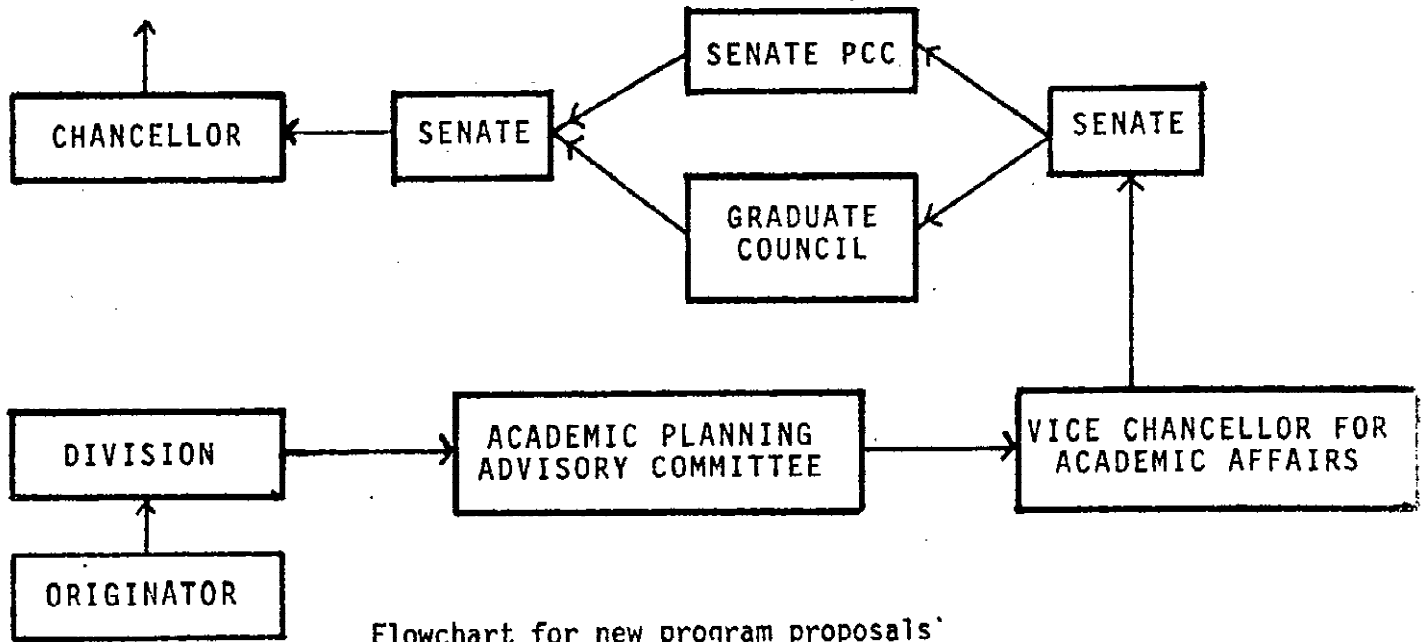 SENATE PCC
CHANCELLOR
SENATE
SENATE
GRADUATE
COUNCIL
DIVISION
ACADEMIC PLANNING
ADVISORY COMMITTEE
VICE CHANCELLOR FOR
ACADEMIC AFFAIRS
ORIGINATOR
Flowchart for new program proposals